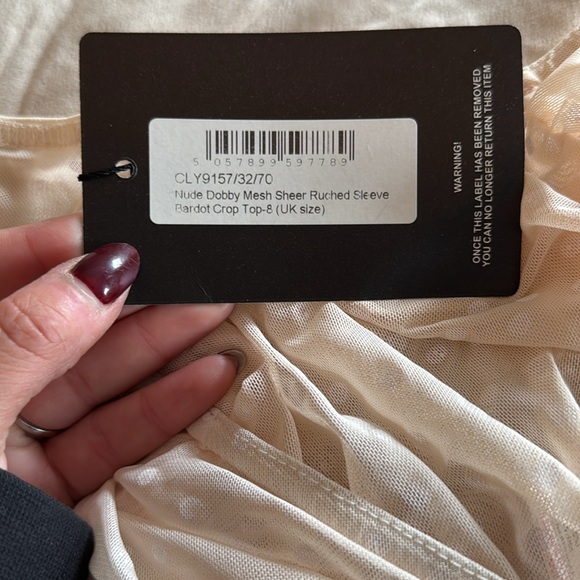 5 057899 597789
CLY9157/32/70
Nude Dobby Mesh Sheer Ruched Sleeve
Bardot Crop Top-8 (UK size)
WARNING!
ONCE THIS LABEL HAS BEEN REMOVED
YOU CAN NO LONGER RETURN THIS ITEM